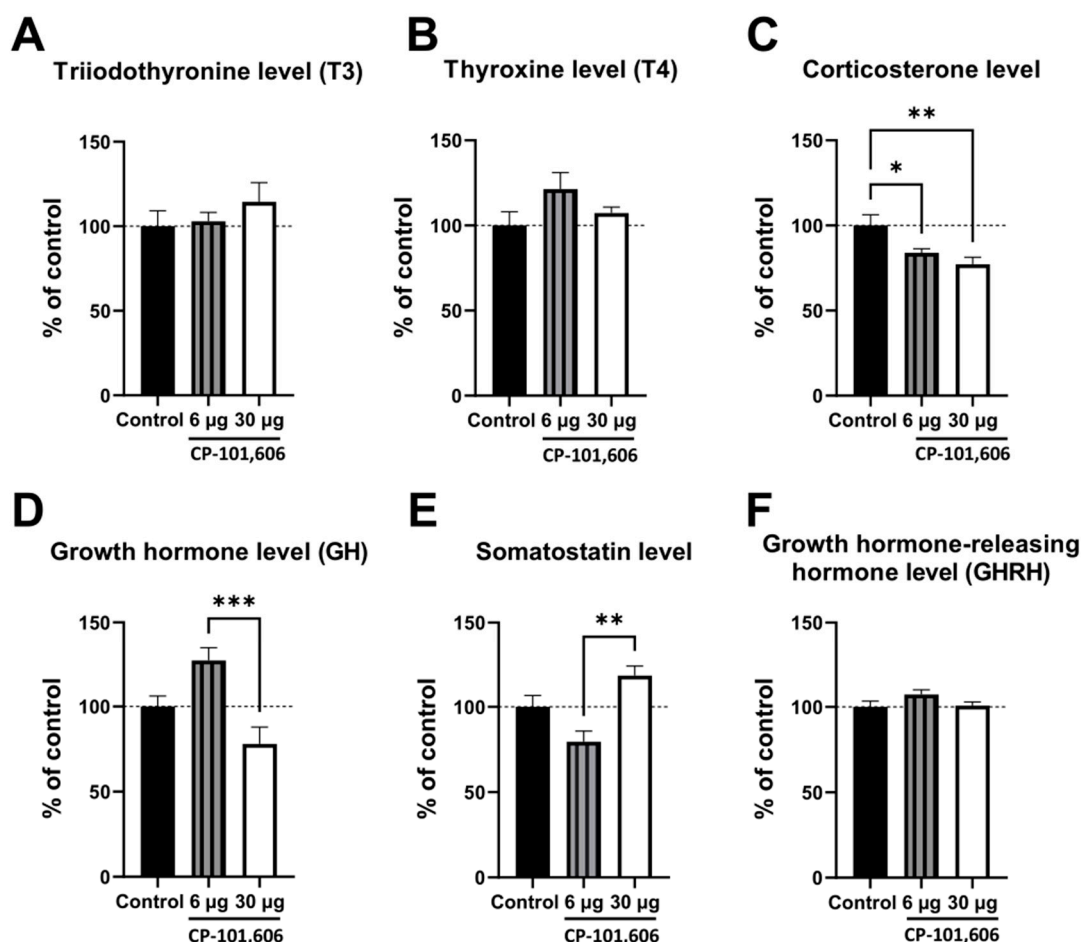 A
Triiodothyronine level (T3)
% of control
150
100
50
0
Control 6 µg 30 µg
CP-101,606
B
Thyroxine level (T4)
% of control
150
100
50
0
Control 6 µg 30 µg
CP-101,606
C
Corticosterone level
% of control
150
100
50
0
**
*
Control 6 µg 30 µg
CP-101,606
D
Growth hormone level (GH)
% of control
150
100
50
0
***
Control 6 µg 30 µg
CP-101,606
E
Somatostatin level
% of control
150
100
50
0
**
Control 6 µg 30 µg
CP-101,606
F
Growth hormone-releasing
hormone level (GHRH)
% of control
150
100
50
0
Control 6 µg 30 µg
CP-101,606